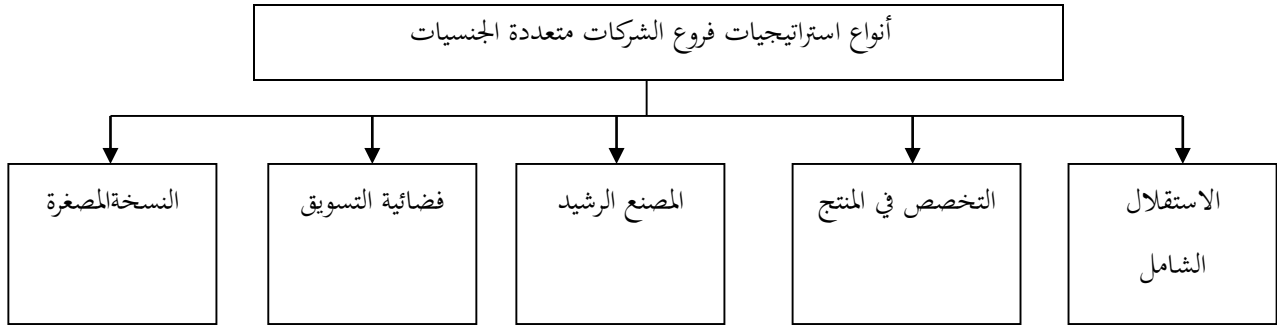 أنواع استراتيجيات فروع الشركات متعددة الجنسيات
الاستقلال
الشامل
التخصص في المنتج
المصنع الرشيد
فضائية التسويق
النسخةالمصغرة